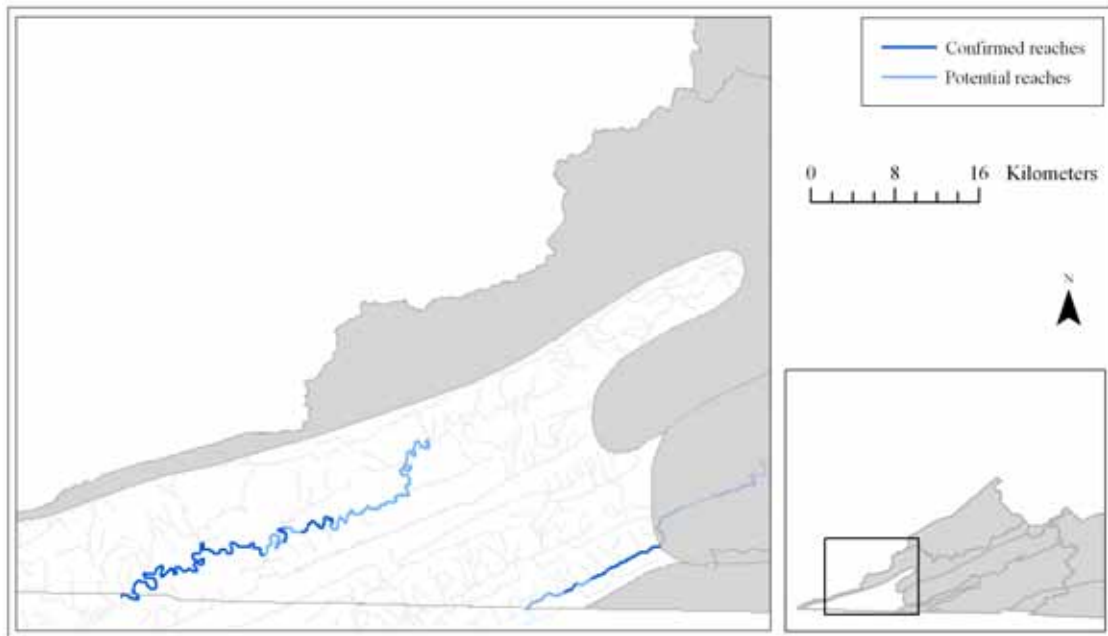 Confirmed reaches
Potential reaches
0 8 16 Kilometers
N